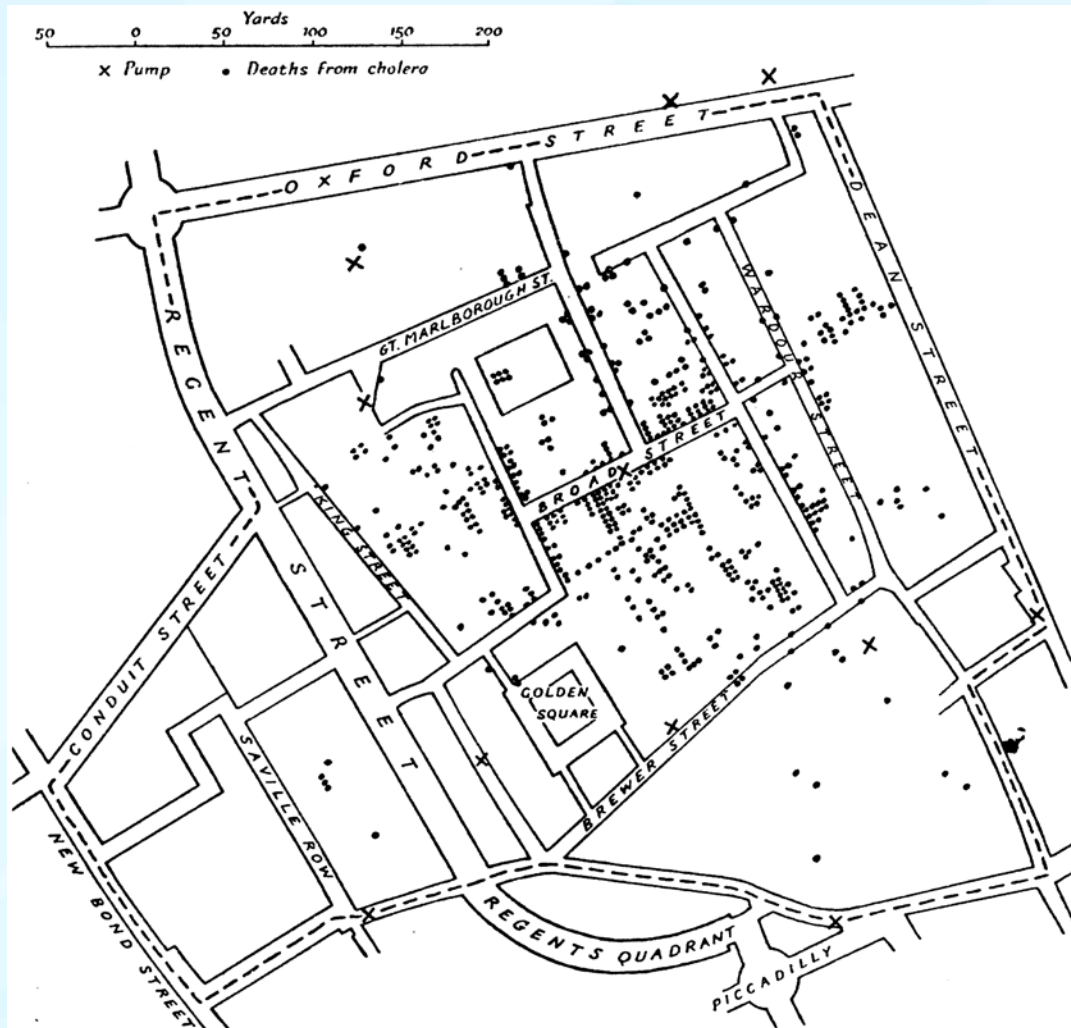 Yards
50 0 50 100 150 200
x Pump • Deaths from cholera
OXFORD STREET
REGENT STREET
GT. MARLBOROUGH ST.
WARDOUR STREET
DEAN STREET
BROAD STREET
KING STREET
CONDUIT STREET
GOLDEN
SQUARE
SAVILLE ROW
BREWER STREET
NEW BOND STREET
REGENTS QUADRANT
PICCADILLY